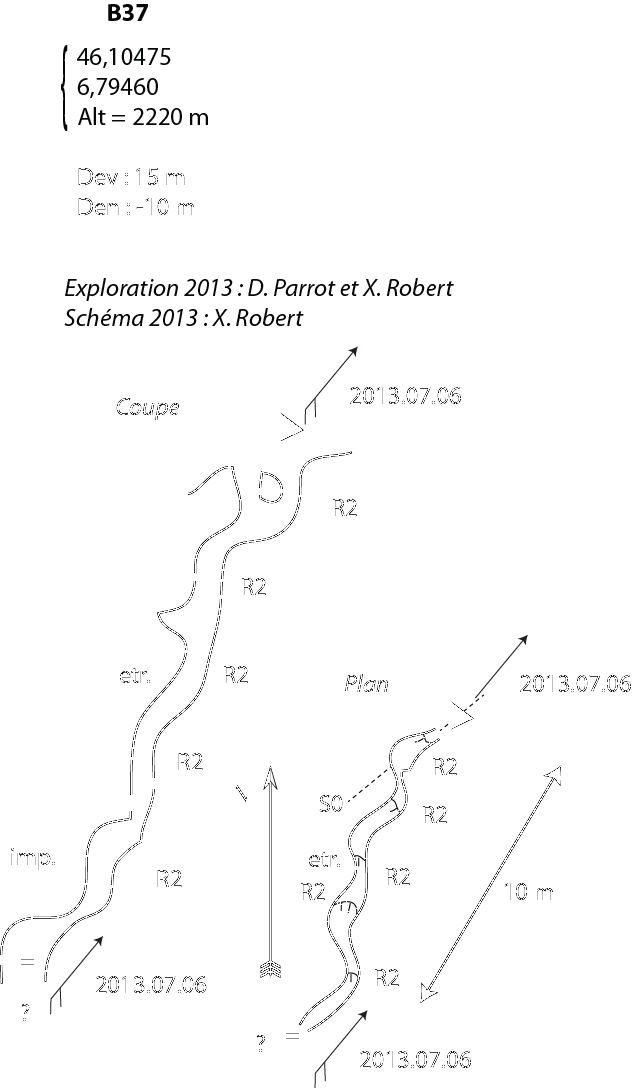 B37
46,10475
6,79460
Alt = 2220 m
Dev : 15 m
Den : -10 m
Exploration 2013 : D. Parrot et X. Robert
Schéma 2013 : X. Robert
Coupe
2013.07.06
R2
R2
etr.
R2
R2
imp.
R2
=
2013.07.06
?
Plan
2013.07.06
R2
S0
R2
etr.
R2
R2
10 m
R2
? =
2013.07.06